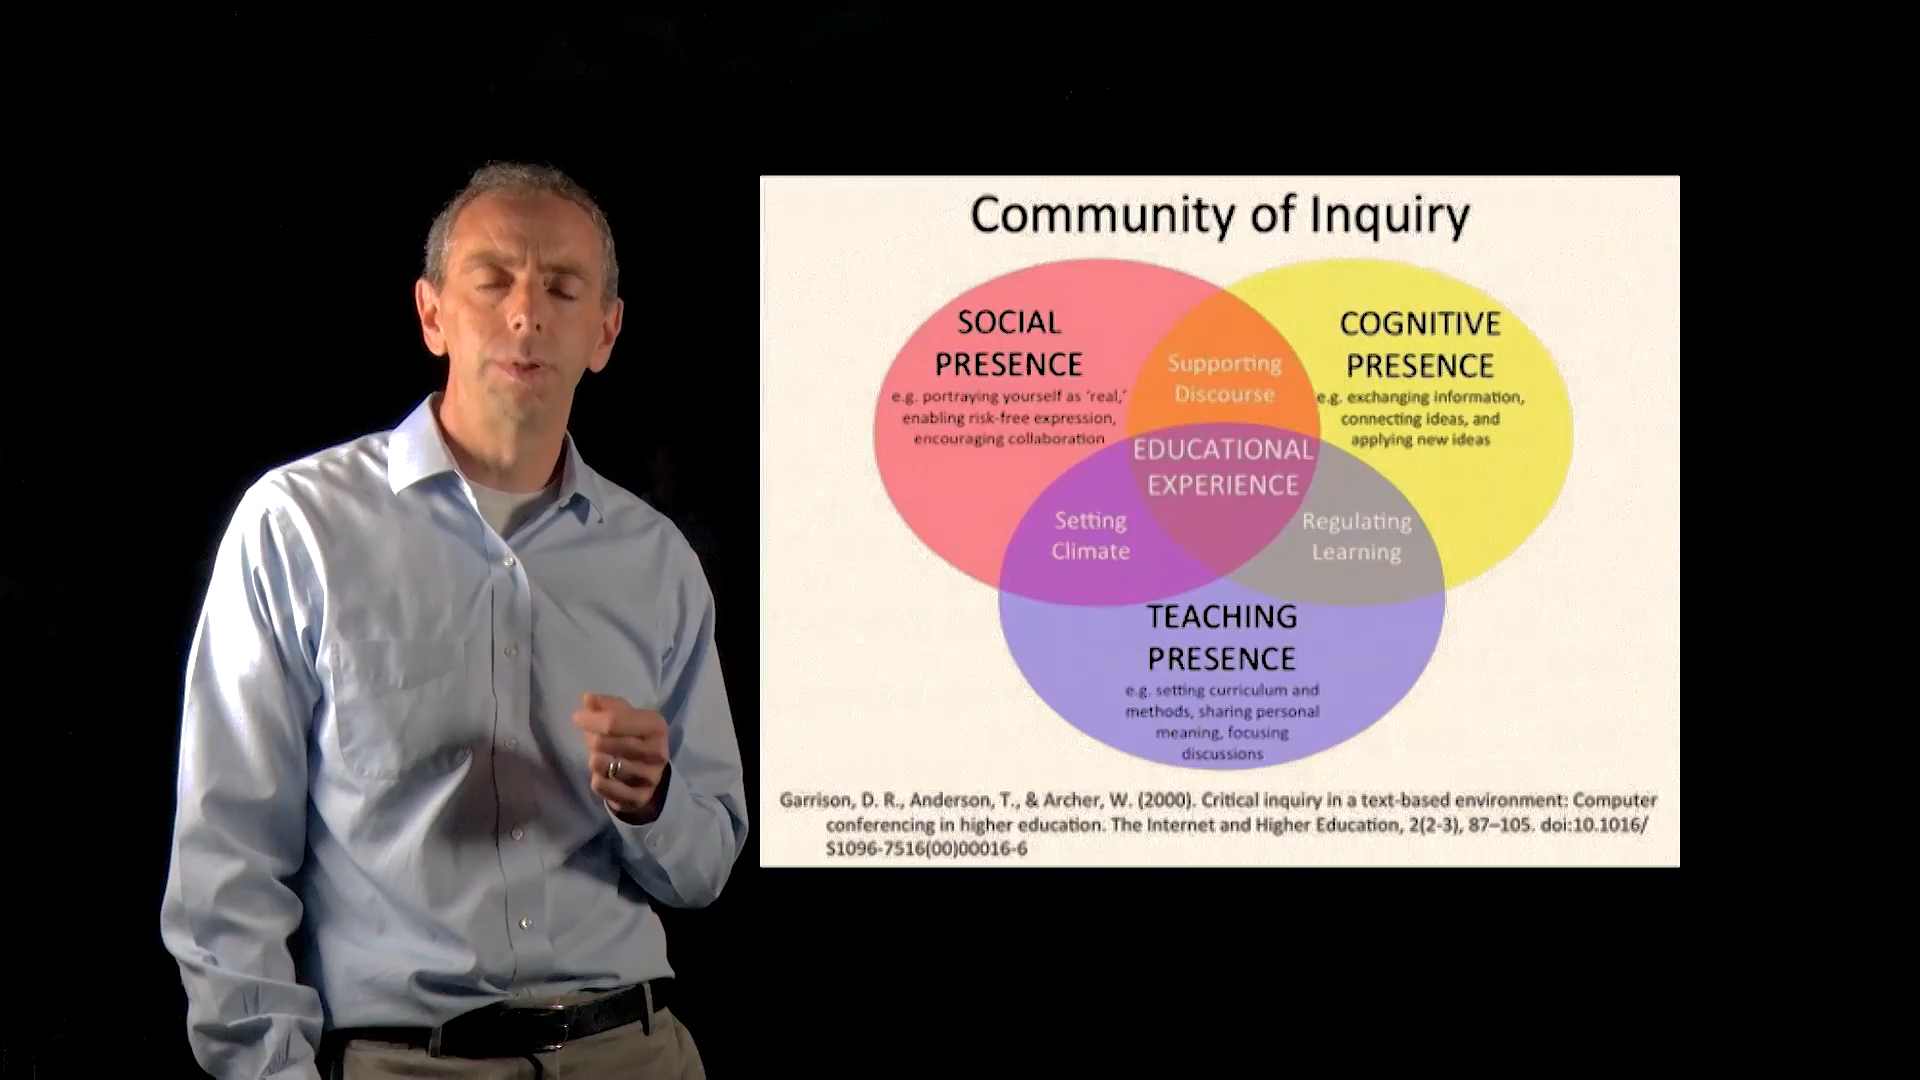 Community of Inquiry
SOCIAL
PRESENCE
e.g. portraying yourself as 'real,'
enabling risk-free expression,
encouraging collaboration
Supporting
Discourse
COGNITIVE
PRESENCE
e.g. exchanging information,
connecting ideas, and
applying new ideas
EDUCATIONAL
EXPERIENCE
Setting
Climate
Regulating
Learning
TEACHING
PRESENCE
e.g. setting curriculum and
methods, sharing personal
meaning, focusing
discussions
Garrison, D. R., Anderson, T., & Archer, W. (2000). Critical inquiry in a text-based environment: Computer
conferencing in higher education. The Internet and Higher Education, 2(2-3), 87–105. doi:10.1016/
S1096-7516(00)00016-6